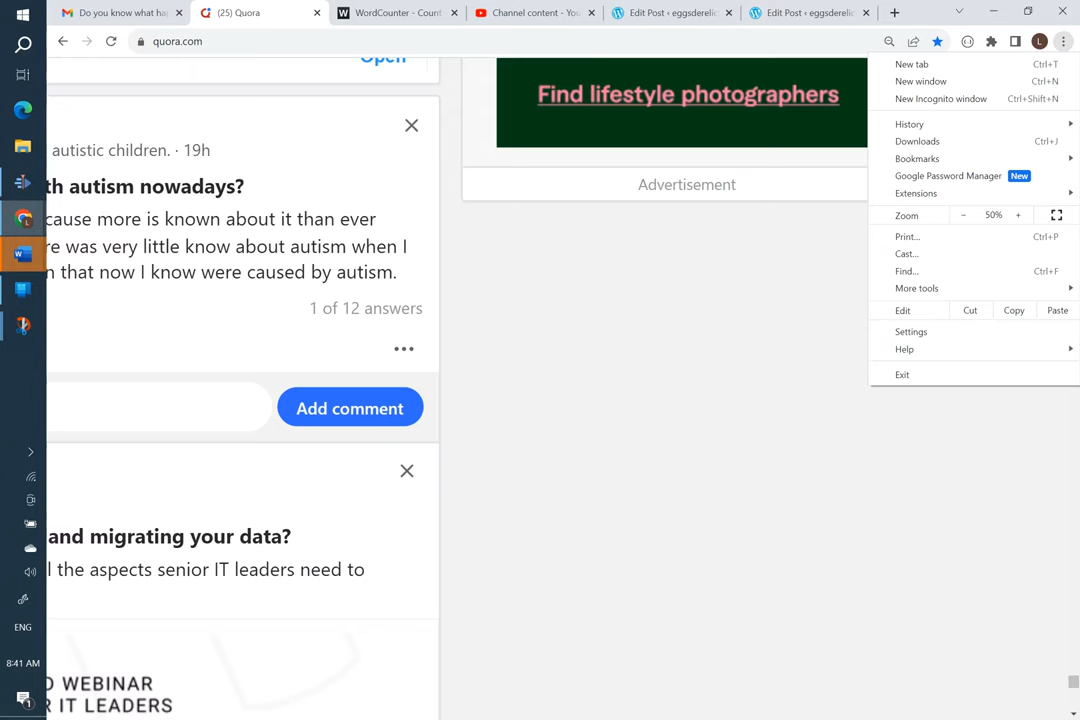 Do you know what ha
(25) Quora
WordCounter - Count
Channel content - You
Edit Post ‹ eggsderelic
Edit Post ‹ eggsderelic
quora.com
L
Open
Find lifestyle photographers
Advertisement
autistic children. · 19h
th autism nowadays?
cause more is known about it than ever
re was very little know about autism when I
n that now I know were caused by autism.
1 of 12 answers
Add comment
and migrating your data?
l the aspects senior IT leaders need to
O WEBINAR
R IT LEADERS
New tab Ctrl+T
New window Ctrl+N
New Incognito window Ctrl+Shift+N
History
Downloads Ctrl+J
Bookmarks
Google Password Manager New
Extensions
Zoom − 50% +
Print... Ctrl+P
Cast...
Find... Ctrl+F
More tools
Edit Cut Copy Paste
Settings
Help
Exit
ENG
8:41 AM
1